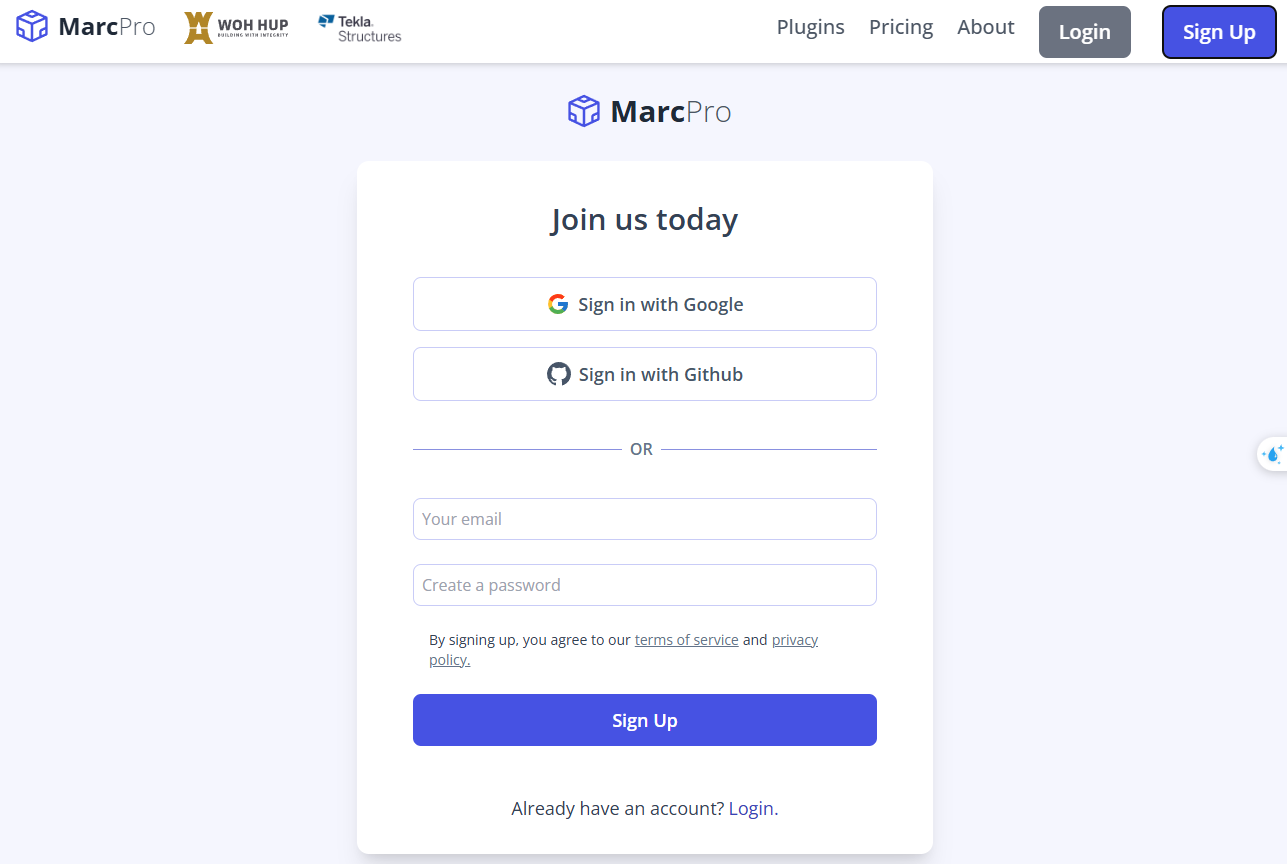 MarcPro
WOH HUP
BUILDING WITH INTEGRITY
Tekla
Structures
Plugins
Pricing
About
Login
Sign Up
MarcPro
Join us today
Sign in with Google
Sign in with Github
OR
Your email
Create a password
By signing up, you agree to our terms of service and privacy
policy.
Sign Up
Already have an account? Login.